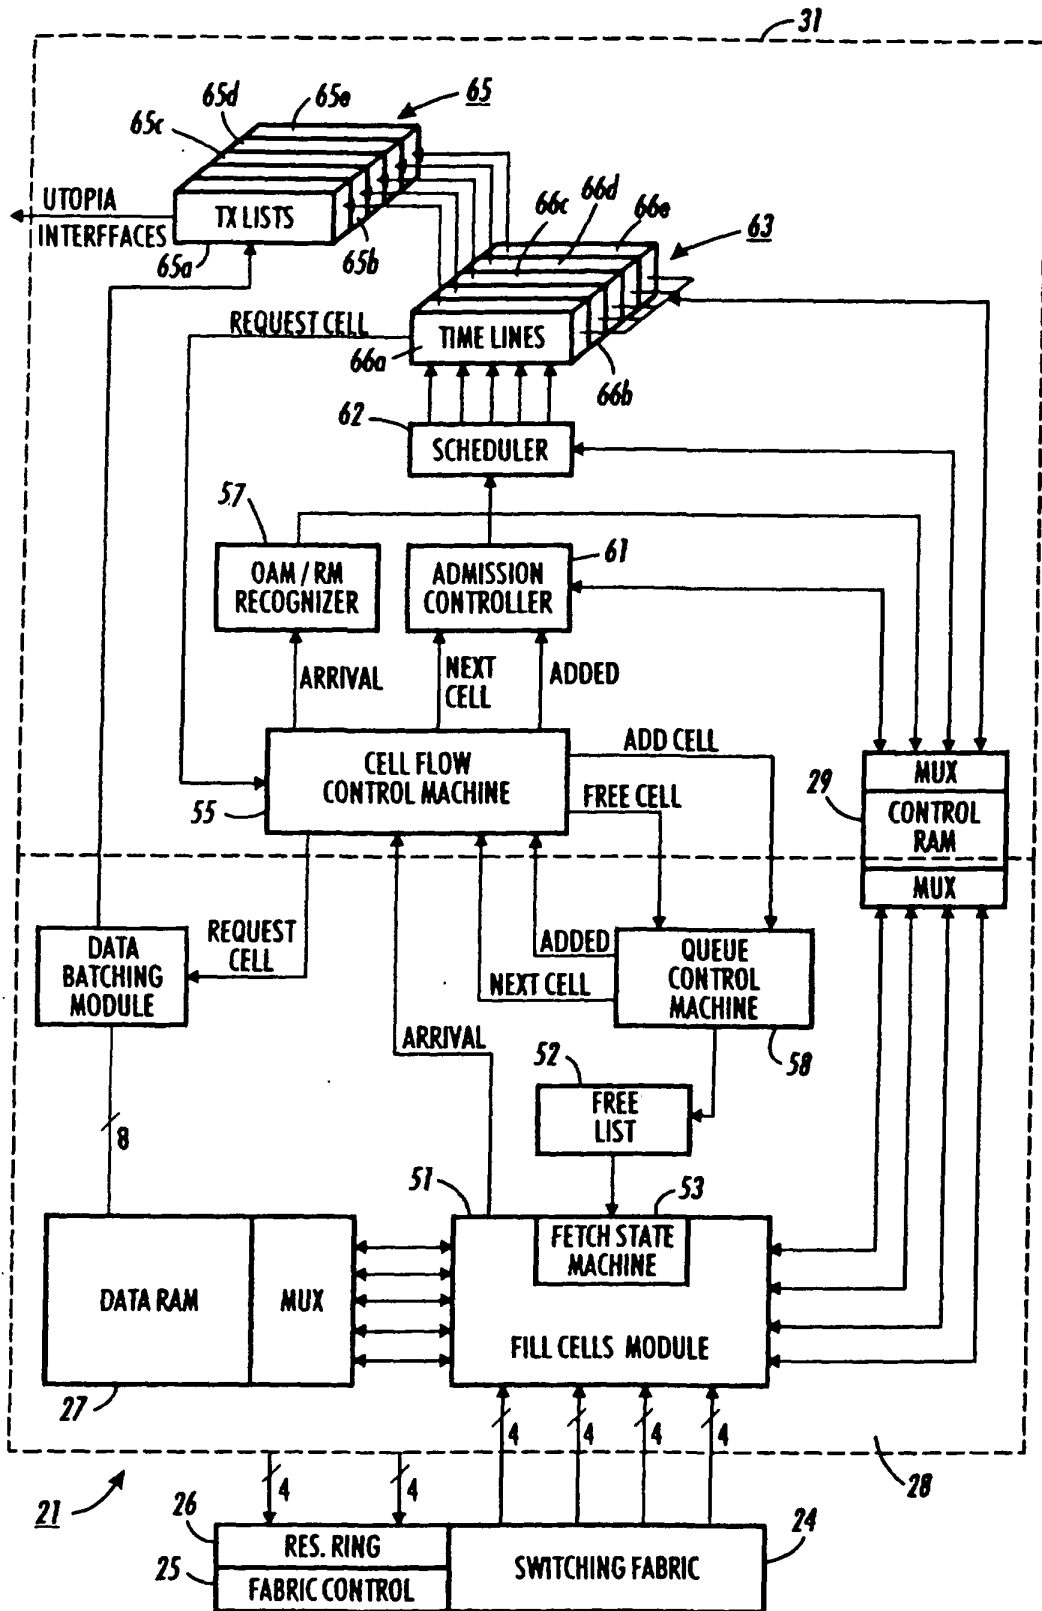 31
65
65e
65d
65c
UTOPIA
INTERFFACES
TX LISTS
65a
65b
66c
66d
66e
63
REQUEST CELL
TIME LINES
66a
66b
62
SCHEDULER
57
61
OAM / RM
RECOGNIZER
ADMISSION
CONTROLLER
ARRIVAL
NEXT
CELL
ADDED
CELL FLOW
CONTROL MACHINE
55
ADD CELL
FREE CELL
29
MUX
CONTROL
RAM
MUX
DATA
BATCHING
MODULE
REQUEST
CELL
ADDED
NEXT CELL
QUEUE
CONTROL
MACHINE
58
ARRIVAL
52
FREE
LIST
8
51
53
FETCH STATE
MACHINE
DATA RAM
MUX
FILL CELLS MODULE
27
4
4
4
4
28
21
4
4
26
RES. RING
25
FABRIC CONTROL
SWITCHING FABRIC
24